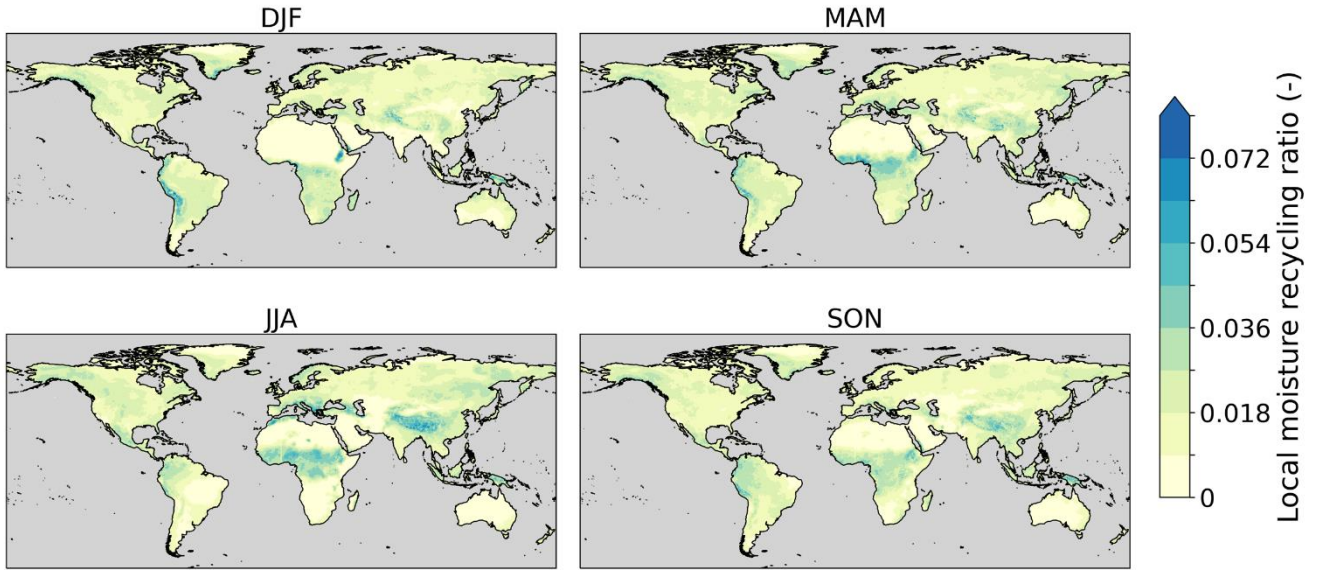 DJF
MAM
JJA
SON
0.072
0.054
0.036
0.018
0
Local moisture recycling ratio (-)